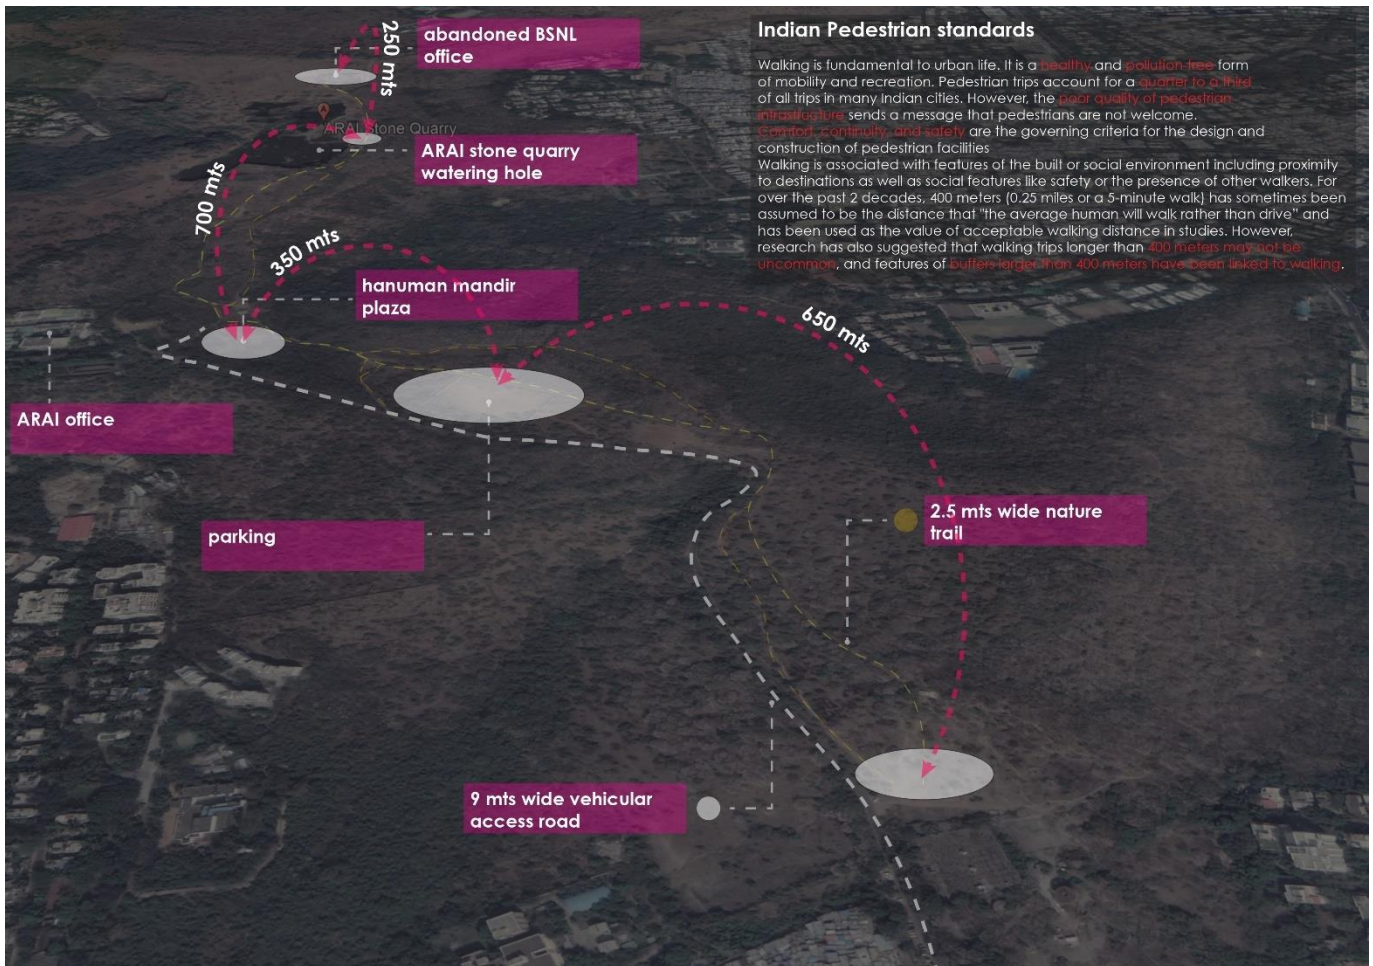 abandoned BSNL
office
250 mts
ARAI Stone Quarry
ARAI stone quarry
watering hole
700 mts
350 mts
hanuman mandir
plaza
650 mts
ARAI office
parking
2.5 mts wide nature
trail
9 mts wide vehicular
access road
Indian Pedestrian standards
Walking is fundamental to urban life. It is a healthy and pollution-free form
of mobility and recreation. Pedestrian trips account for a quarter to a third
of all trips in many Indian cities. However, the poor quality of pedestrian
infrastructure sends a message that pedestrians are not welcome.
Comfort, continuity, and safety are the governing criteria for the design and
construction of pedestrian facilities
Walking is associated with features of the built or social environment including proximity
to destinations as well as social features like safety or the presence of other walkers. For
over the past 2 decades, 400 meters (0.25 miles or a 5-minute walk) has sometimes been
assumed to be the distance that "the average human will walk rather than drive” and
has been used as the value of acceptable walking distance in studies. However,
research has also suggested that walking trips longer than 400 meters may not be
uncommon, and features of buffers larger than 400 meters have been linked to walking.